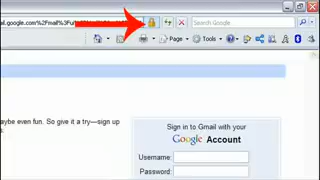 ail.google.com%2Fmail%3Fui
Search Google
Page Tools
aybe even fun. So give it a try—sign up
s.
Sign in to Gmail with your
Google Account
Username:
Password: